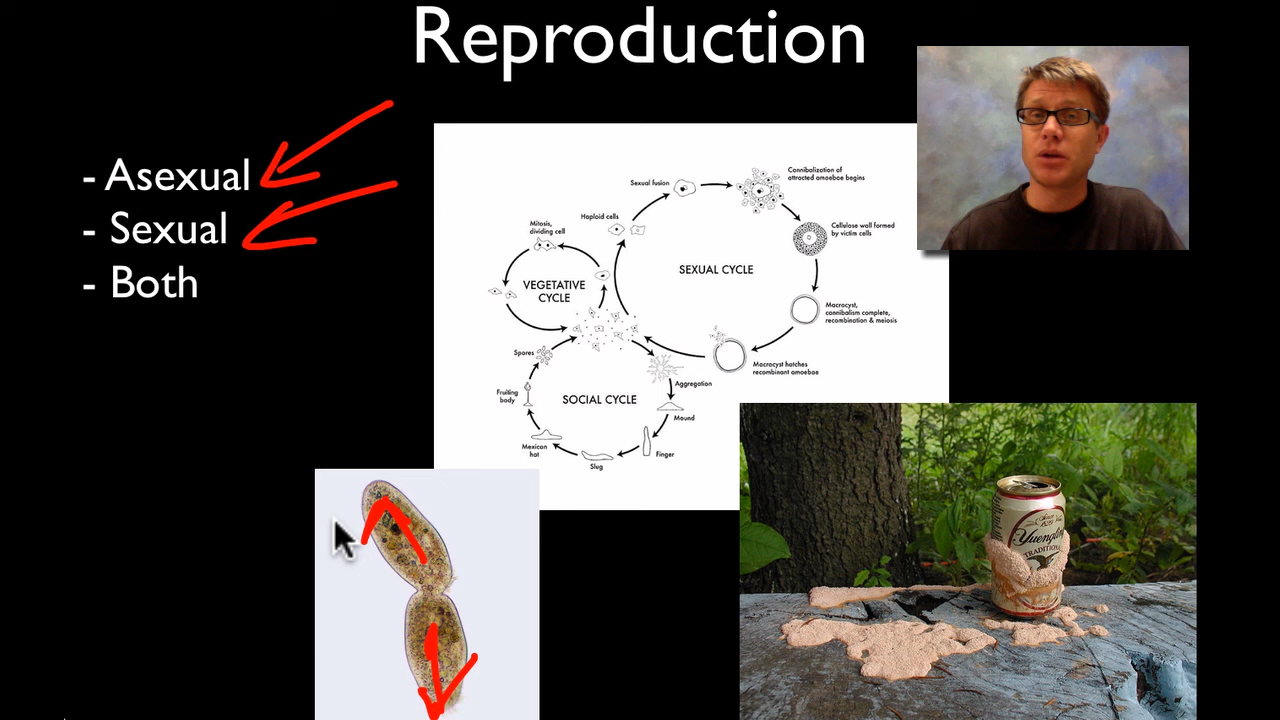 Reproduction
- Asexual
- Sexual
- Both
Sexual fusion
Cannibalization of
attracted amoebae begins
Haploid cells
Mitosis,
dividing cell
Cellulose wall formed
by victim cells
SEXUAL CYCLE
VEGETATIVE
CYCLE
Macrocyst,
cannibalism complete,
recombination & meiosis
Spores
Macrocyst hatches
recombinant amoebae
Aggregation
Fruiting
body
SOCIAL CYCLE
Mound
Mexican
hat
Finger
Slug
Since
1829
Yuengling
TRADITIONAL